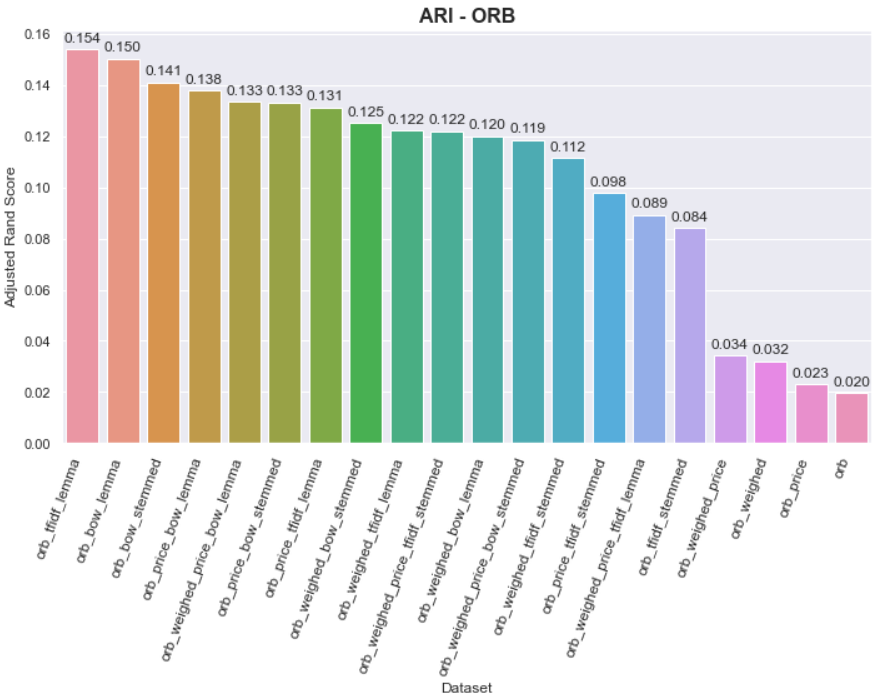 ARI - ORB
0.16
0.14
0.12
0.10
0.08
0.06
0.04
0.02
0.00
Adjusted Rand Score
0.154
0.150
0.141
0.138
0.133
0.133
0.131
0.125
0.122
0.122
0.120
0.119
0.112
0.098
0.089
0.084
0.034
0.032
0.023
0.020
orb_tfidf_lemma
orb_bow_lemma
orb_bow_stemmed
orb_price_bow_lemma
orb_weighed_price_bow_lemma
orb_price_bow_stemmed
orb_price_tfidf_lemma
orb_weighed_bow_stemmed
orb_weighed_tfidf_lemma
orb_weighed_price_tfidf_stemmed
orb_weighed_bow_lemma
orb_weighed_price_bow_stemmed
orb_weighed_tfidf_stemmed
orb_price_tfidf_stemmed
orb_weighed_price_tfidf_lemma
orb_tfidf_stemmed
orb_weighed_price
orb_weighed
orb_price
orb
Dataset